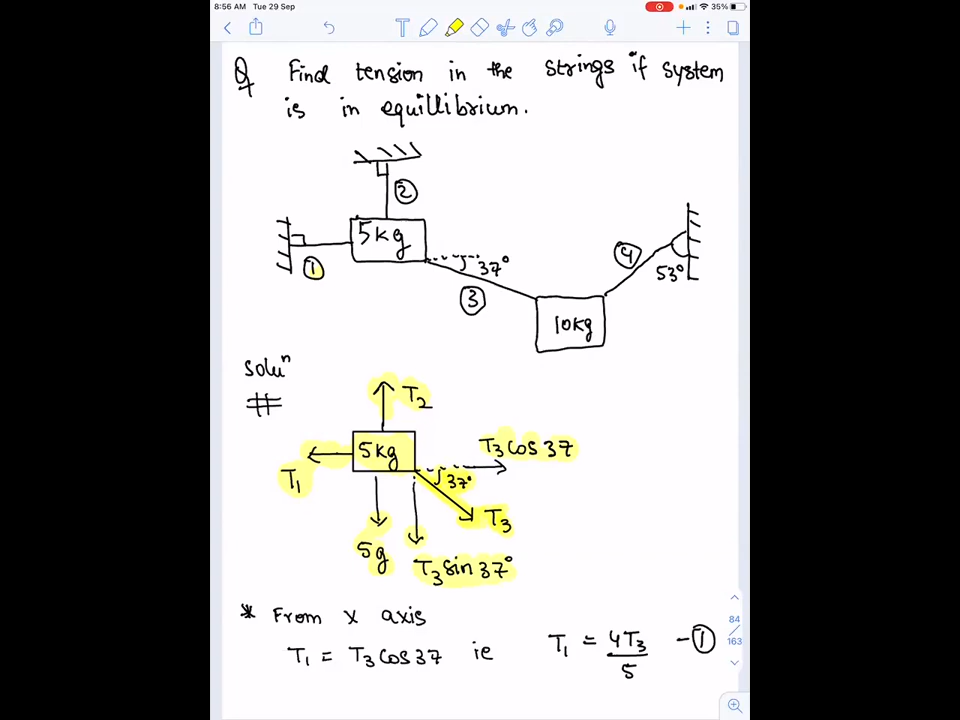 8:56 AM Tue 29 Sep 35%
Q Find tension in the strings if system
is in equillibrium.
②
5kg
①
37°
③
④
53°
10kg
Soluⁿ
T₂
5kg
T₁
T₃ Cos 37
37°
T₃
5g
T₃ sin 37°
* From X axis
T₁ = T₃ Cos 37 ie T₁ = 4T₃/5 - ①
84
/
163